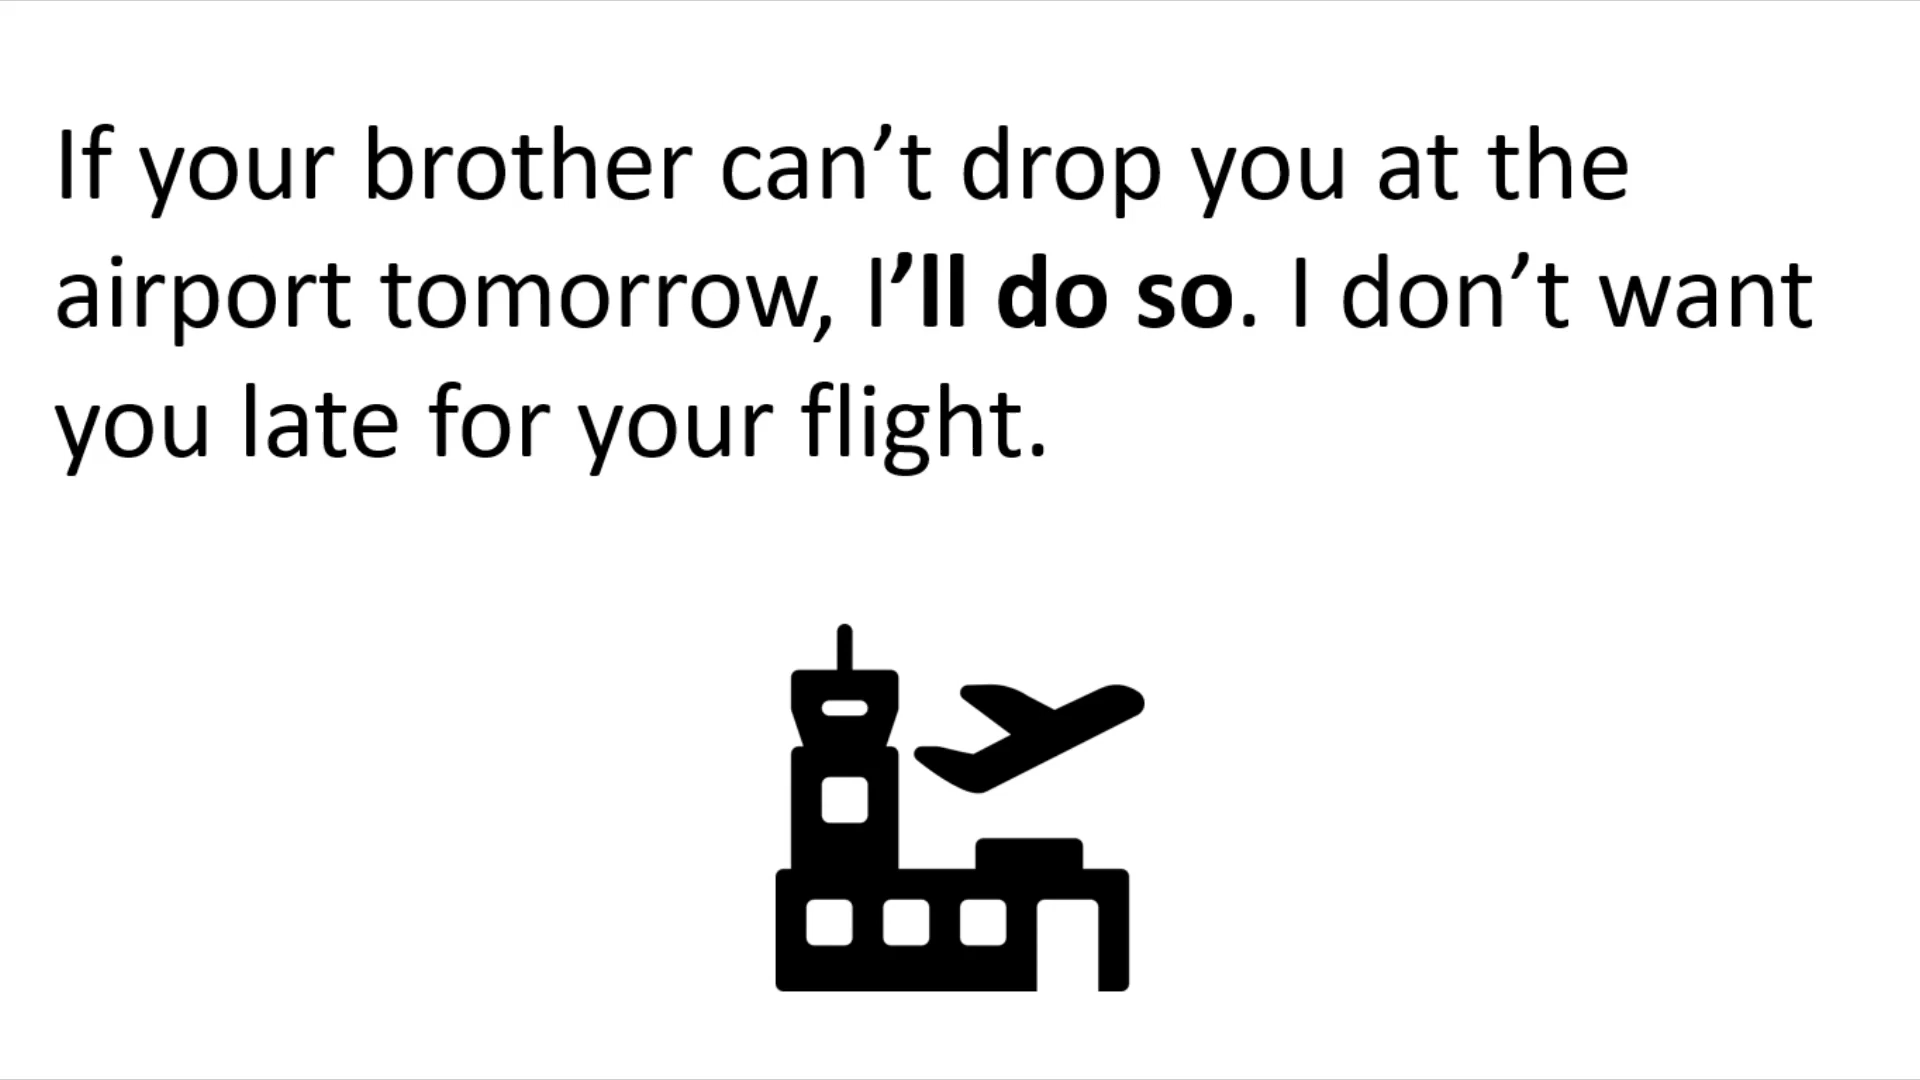 If your brother can’t drop you at the
airport tomorrow, I’ll do so. I don’t want
you late for your flight.